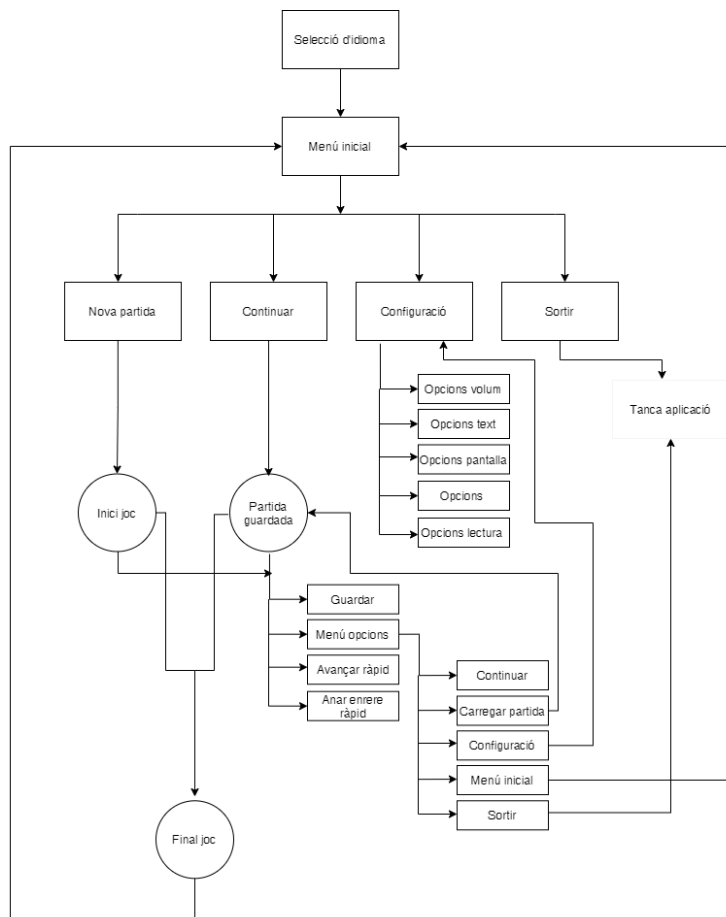 Selecció d'idioma
Menú inicial
Nova partida
Continuar
Configuració
Sortir
Opcions volum
Opcions text
Opcions pantalla
Opcions
Opcions lectura
Tanca aplicació
Inici joc
Partida
guardada
Guardar
Menú opcions
Avançar ràpid
Anar enrere
ràpid
Continuar
Carregar partida
Configuració
Menú inicial
Sortir
Final joc